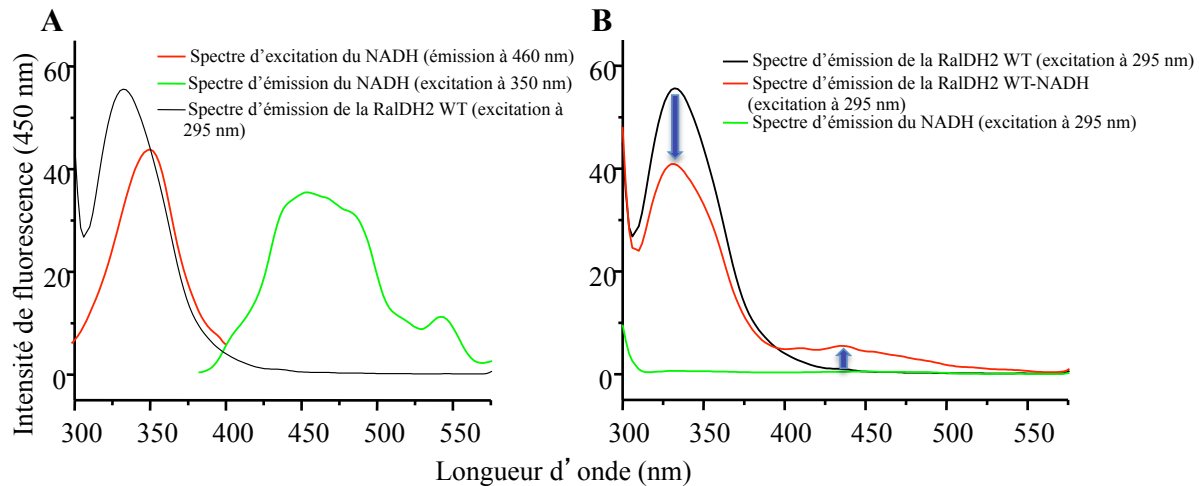 A
Spectre d'excitation du NADH (émission à 460 nm)
Spectre d'émission du NADH (excitation à 350 nm)
Spectre d'émission de la RalDH2 WT (excitation à
295 nm)
60
40
20
0
300
350
400
450
500
550
Intensité de fluorescence (450 nm)
B
Spectre d'émission de la RalDH2 WT (excitation à 295 nm)
Spectre d'émission de la RalDH2 WT-NADH
(excitation à 295 nm)
Spectre d'émission du NADH (excitation à 295 nm)
60
40
20
0
300
350
400
450
500
550
Longueur d'onde (nm)